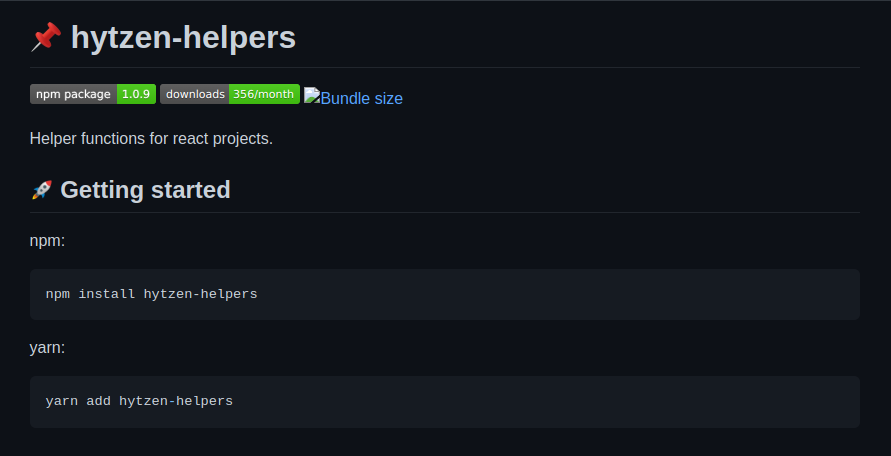 hytzen-helpers
npm package 1.0.9 downloads 356/month Bundle size
Helper functions for react projects.
Getting started
npm:
npm install hytzen-helpers
yarn:
yarn add hytzen-helpers